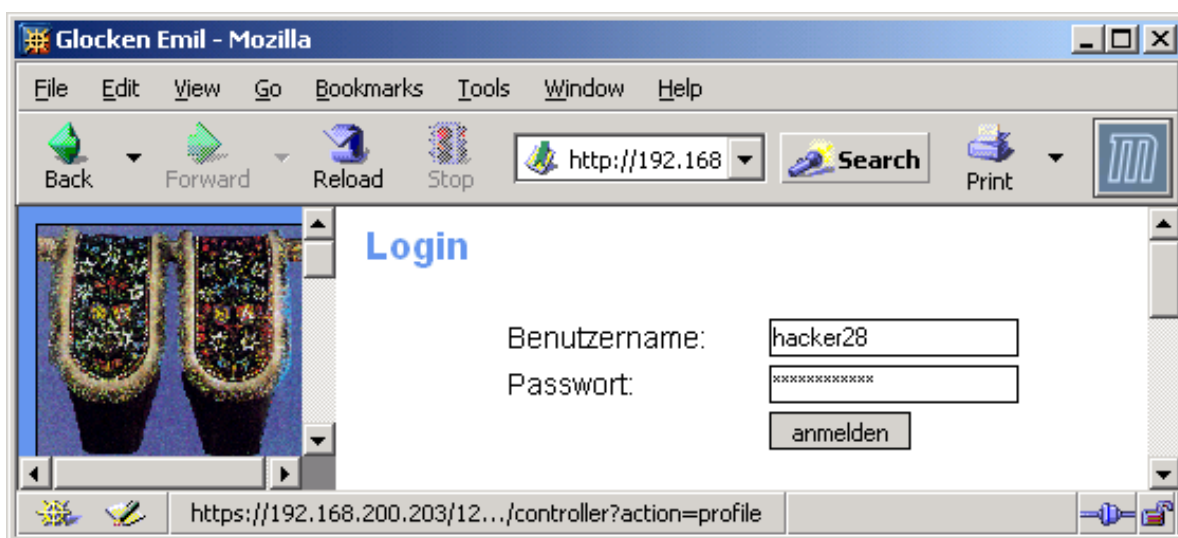 Glocken Emil - Mozilla
File Edit View Go Bookmarks Tools Window Help
Back Forward Reload Stop http://192.168 Search Print
Login
Benutzername: hacker28
Passwort: ************
anmelden
https://192.168.200.203/12.../controller?action=profile